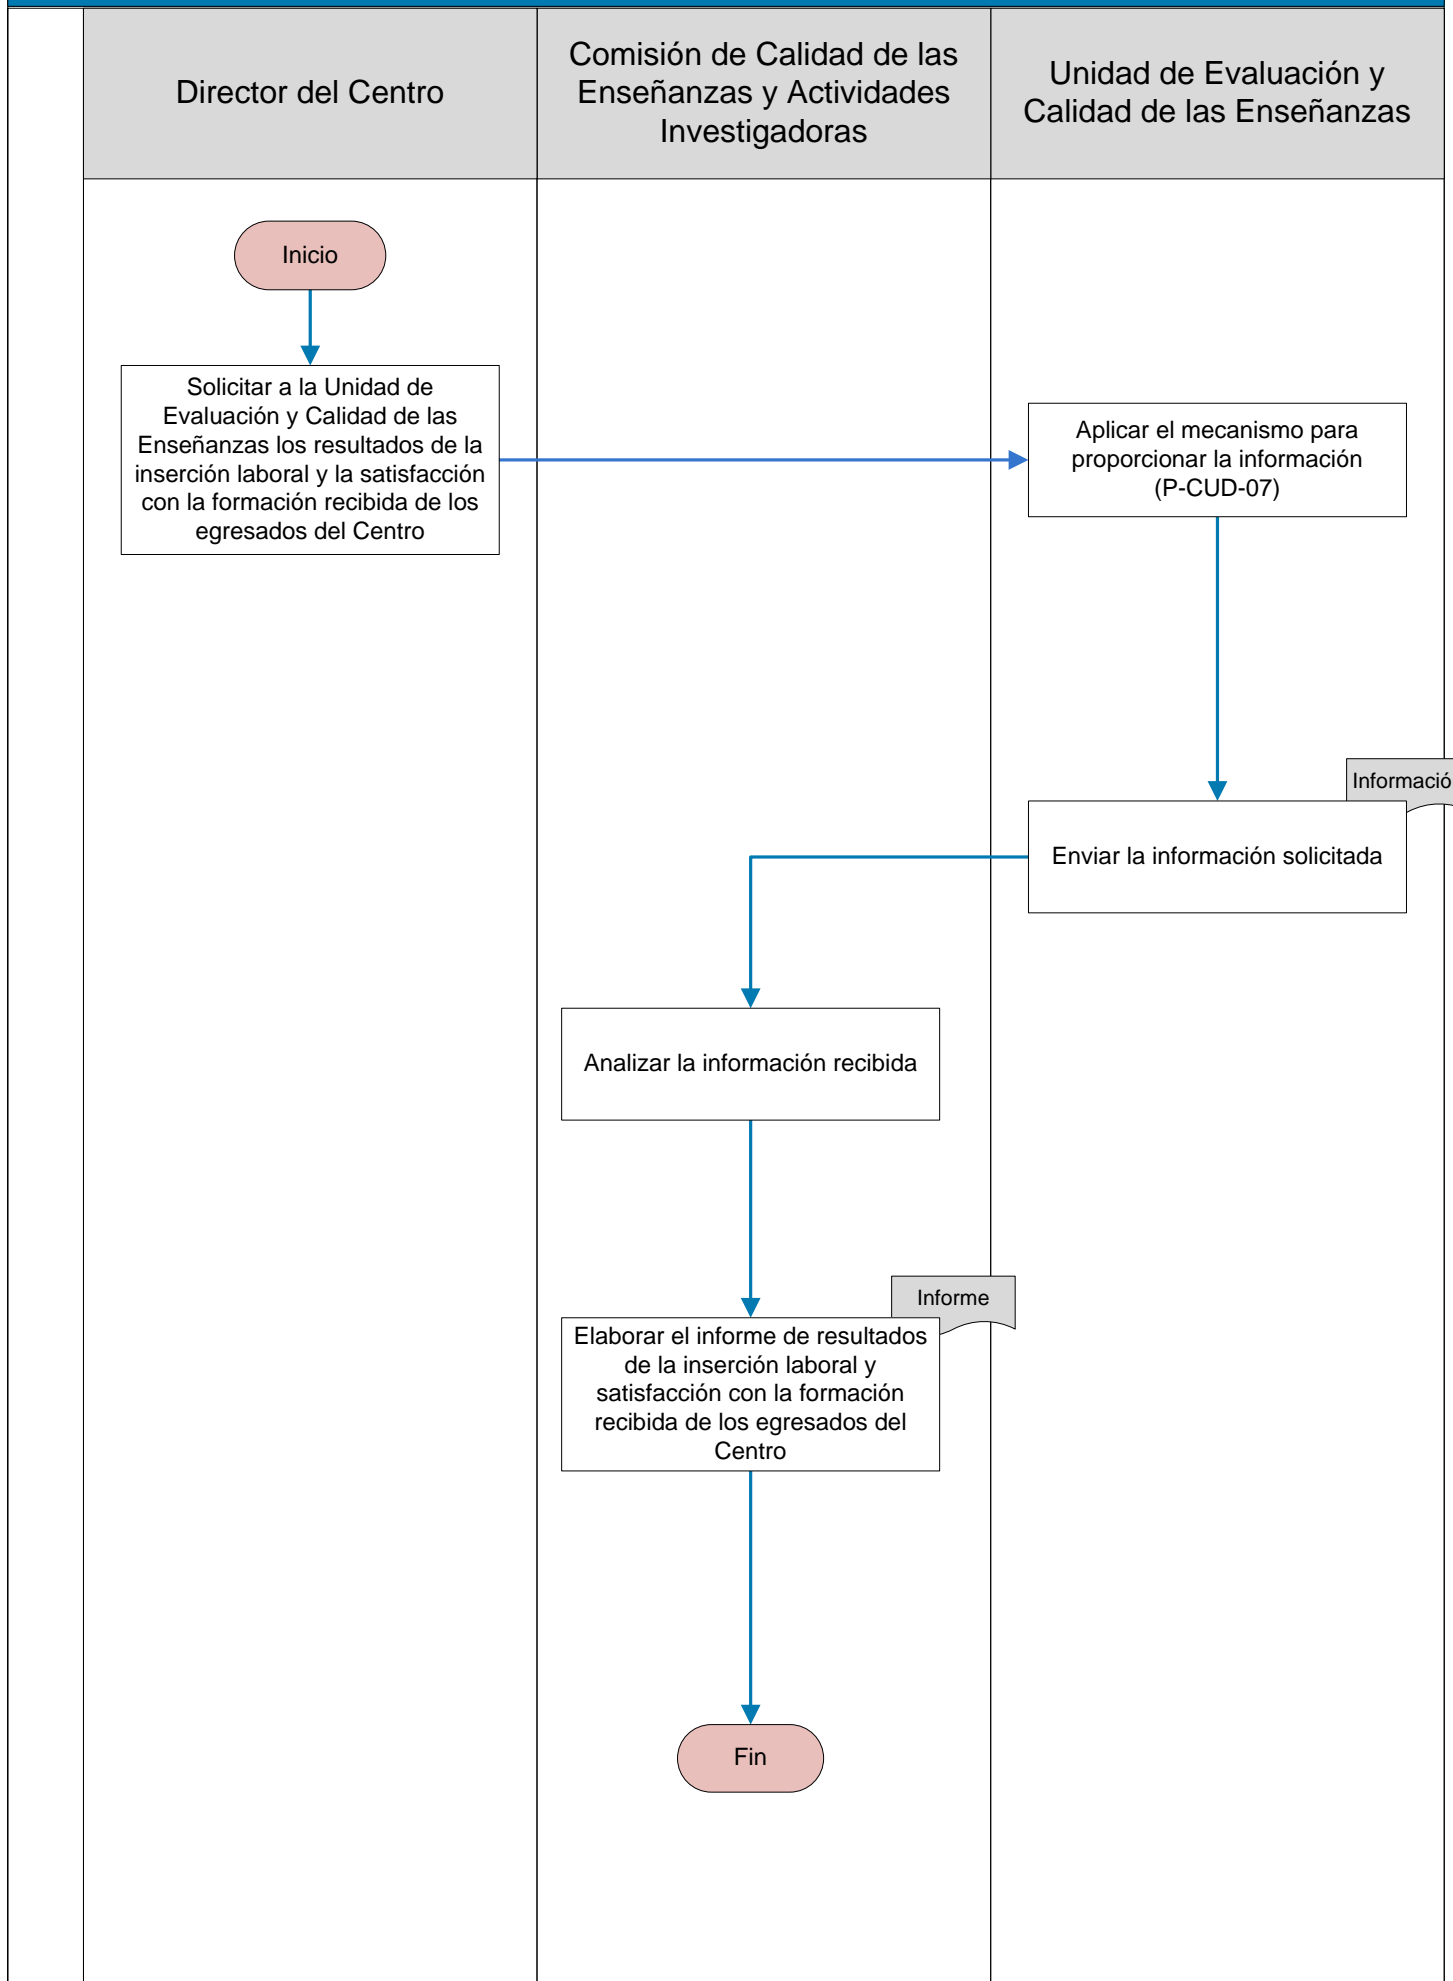 Director del Centro
Comisión de Calidad de las
Enseñanzas y Actividades
Investigadoras
Unidad de Evaluación y
Calidad de las Enseñanzas
Inicio
Solicitar a la Unidad de
Evaluación y Calidad de las
Enseñanzas los resultados de la
inserción laboral y la satisfacción
con la formación recibida de los
egresados del Centro
Aplicar el mecanismo para
proporcionar la información
(P-CUD-07)
Informació
Enviar la información solicitada
Analizar la información recibida
Informe
Elaborar el informe de resultados
de la inserción laboral y
satisfacción con la formación
recibida de los egresados del
Centro
Fin